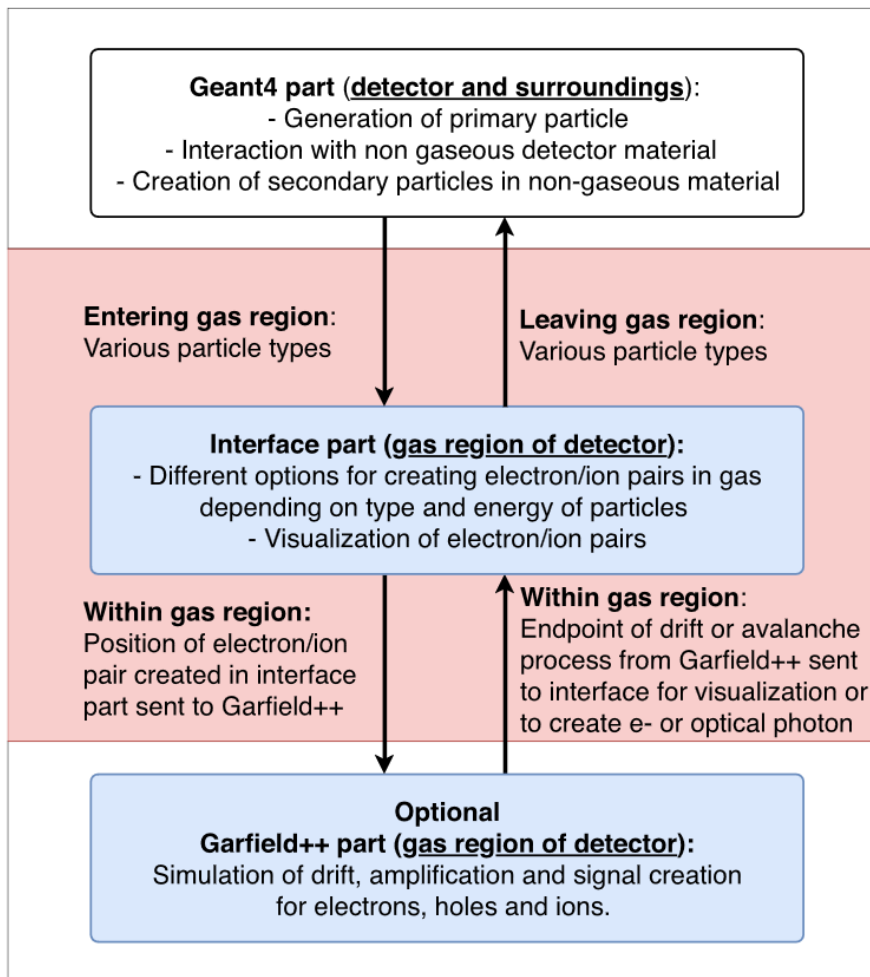 Geant4 part (detector and surroundings):
- Generation of primary particle
- Interaction with non gaseous detector material
- Creation of secondary particles in non-gaseous material
Entering gas region:
Various particle types
Leaving gas region:
Various particle types
Interface part (gas region of detector):
- Different options for creating electron/ion pairs in gas
depending on type and energy of particles
- Visualization of electron/ion pairs
Within gas region:
Position of electron/ion
pair created in interface
part sent to Garfield++
Within gas region:
Endpoint of drift or avalanche
process from Garfield++ sent
to interface for visualization or
to create e- or optical photon
Optional
Garfield++ part (gas region of detector):
Simulation of drift, amplification and signal creation
for electrons, holes and ions.